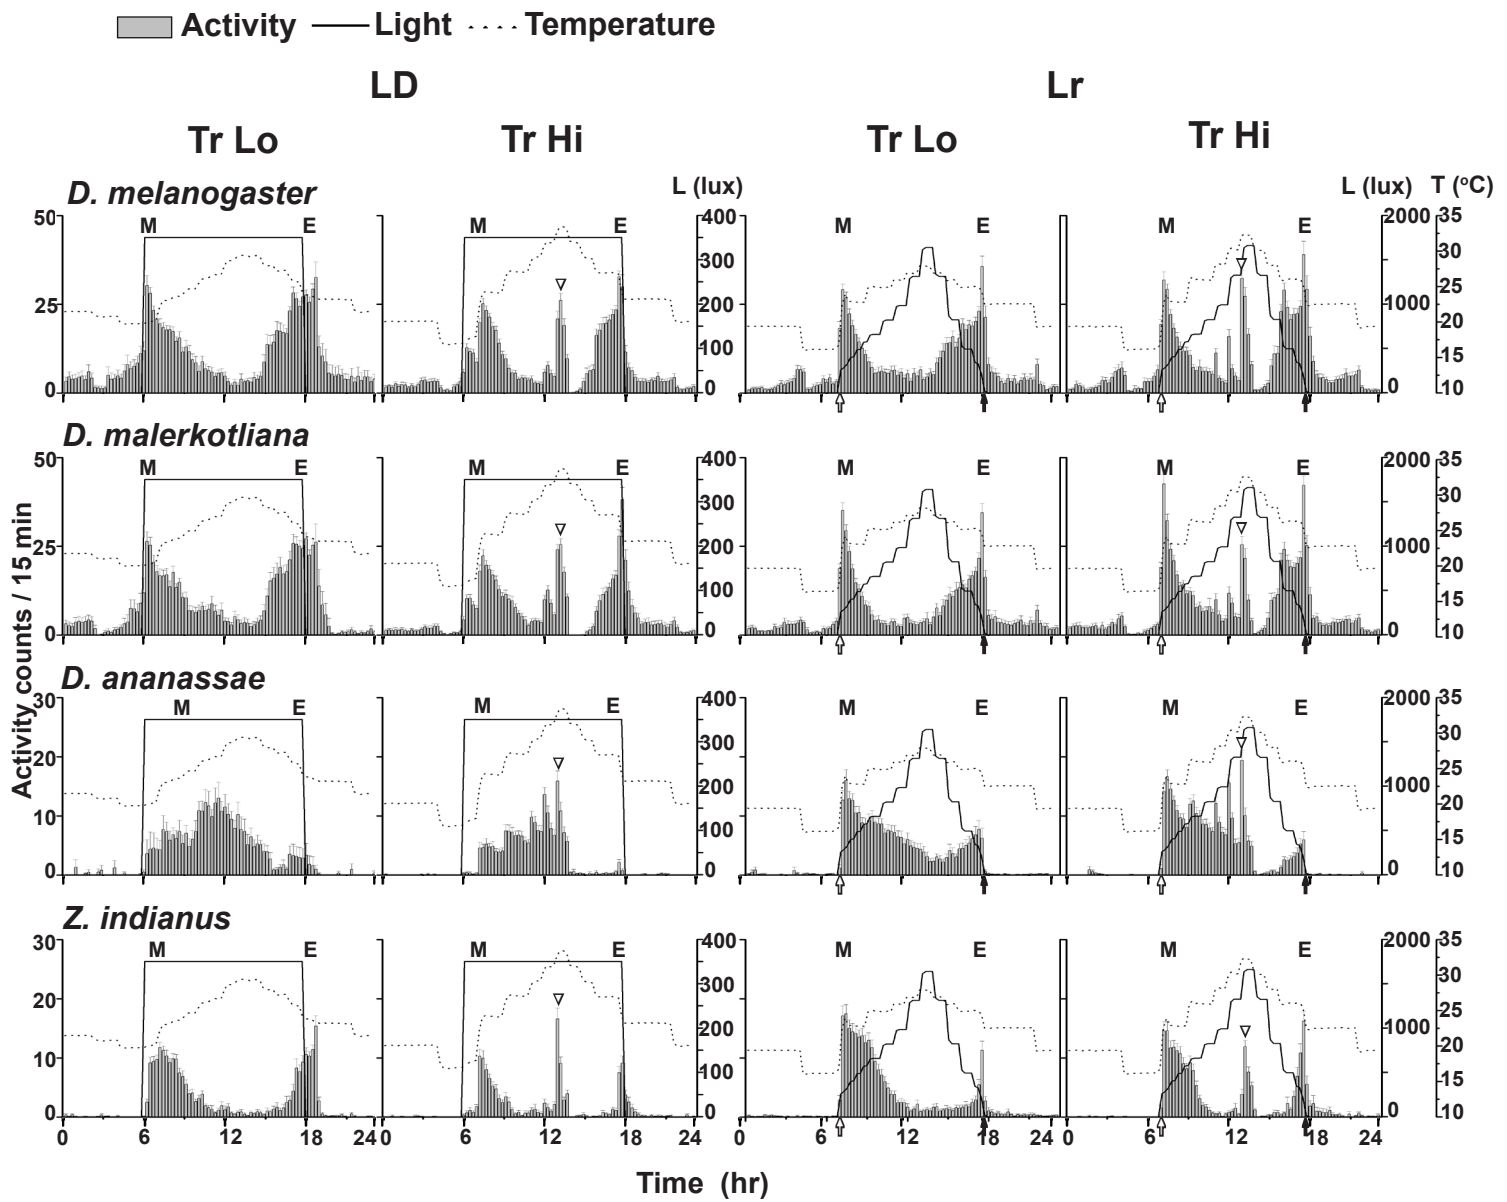 Activity Light Temperature
LD Lr
Tr Lo Tr Hi Tr Lo Tr Hi
D. melanogaster L (lux) L (lux) T (°C)
M E M E M E M E
50 25 0
400 300 200 100 0
2000 1000 0
35 30 25 20 15 10
D. malerkotliana
M E M E M E M E
50 25 0
400 300 200 100 0
2000 1000 0
35 30 25 20 15 10
Activity counts / 15 min
D. ananassae
M E M E M E M E
30 20 10 0
400 300 200 100 0
2000 1000 0
35 30 25 20 15 10
Z. indianus
M E M E M E M E
30 20 10 0
400 300 200 100 0
2000 1000 0
35 30 25 20 15 10
0 6 12 18 24 0 6 12 18 24 0 6 12 18 24 0 6 12 18 24
Time (hr)